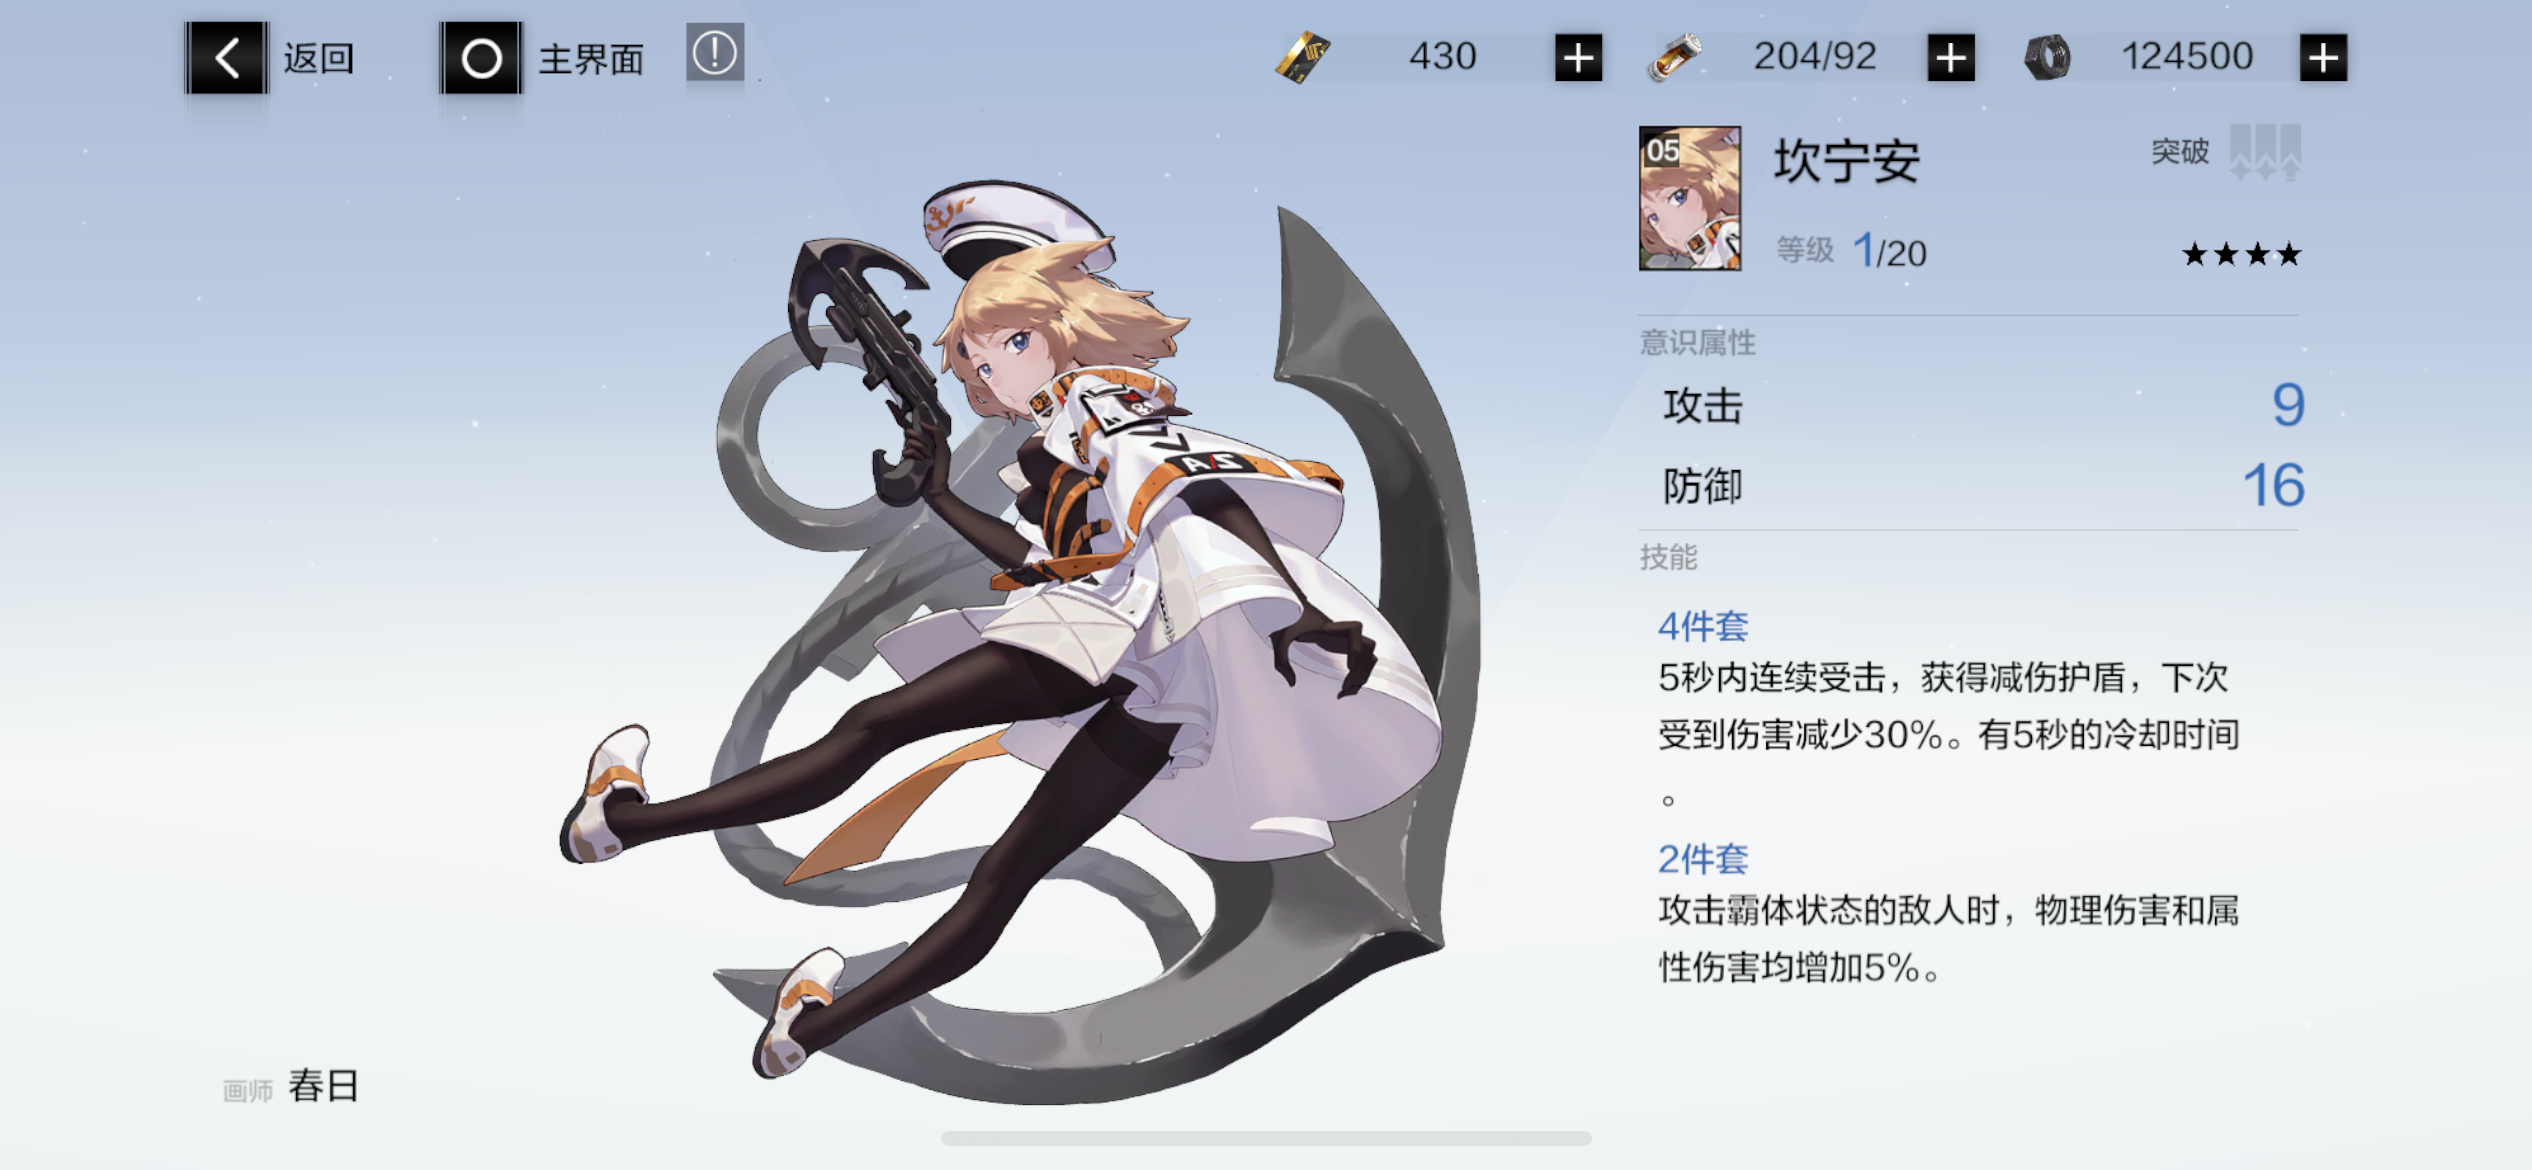 返回
主界面
430
204/92
124500
05
坎宁安
突破
等级 1/20
★★★★
意识属性
攻击 9
防御 16
技能
4件套
5秒内连续受击，获得减伤护盾，下次
受到伤害减少30%。有5秒的冷却时间
。
2件套
攻击霸体状态的敌人时，物理伤害和属
性伤害均增加5%。
画师 春日